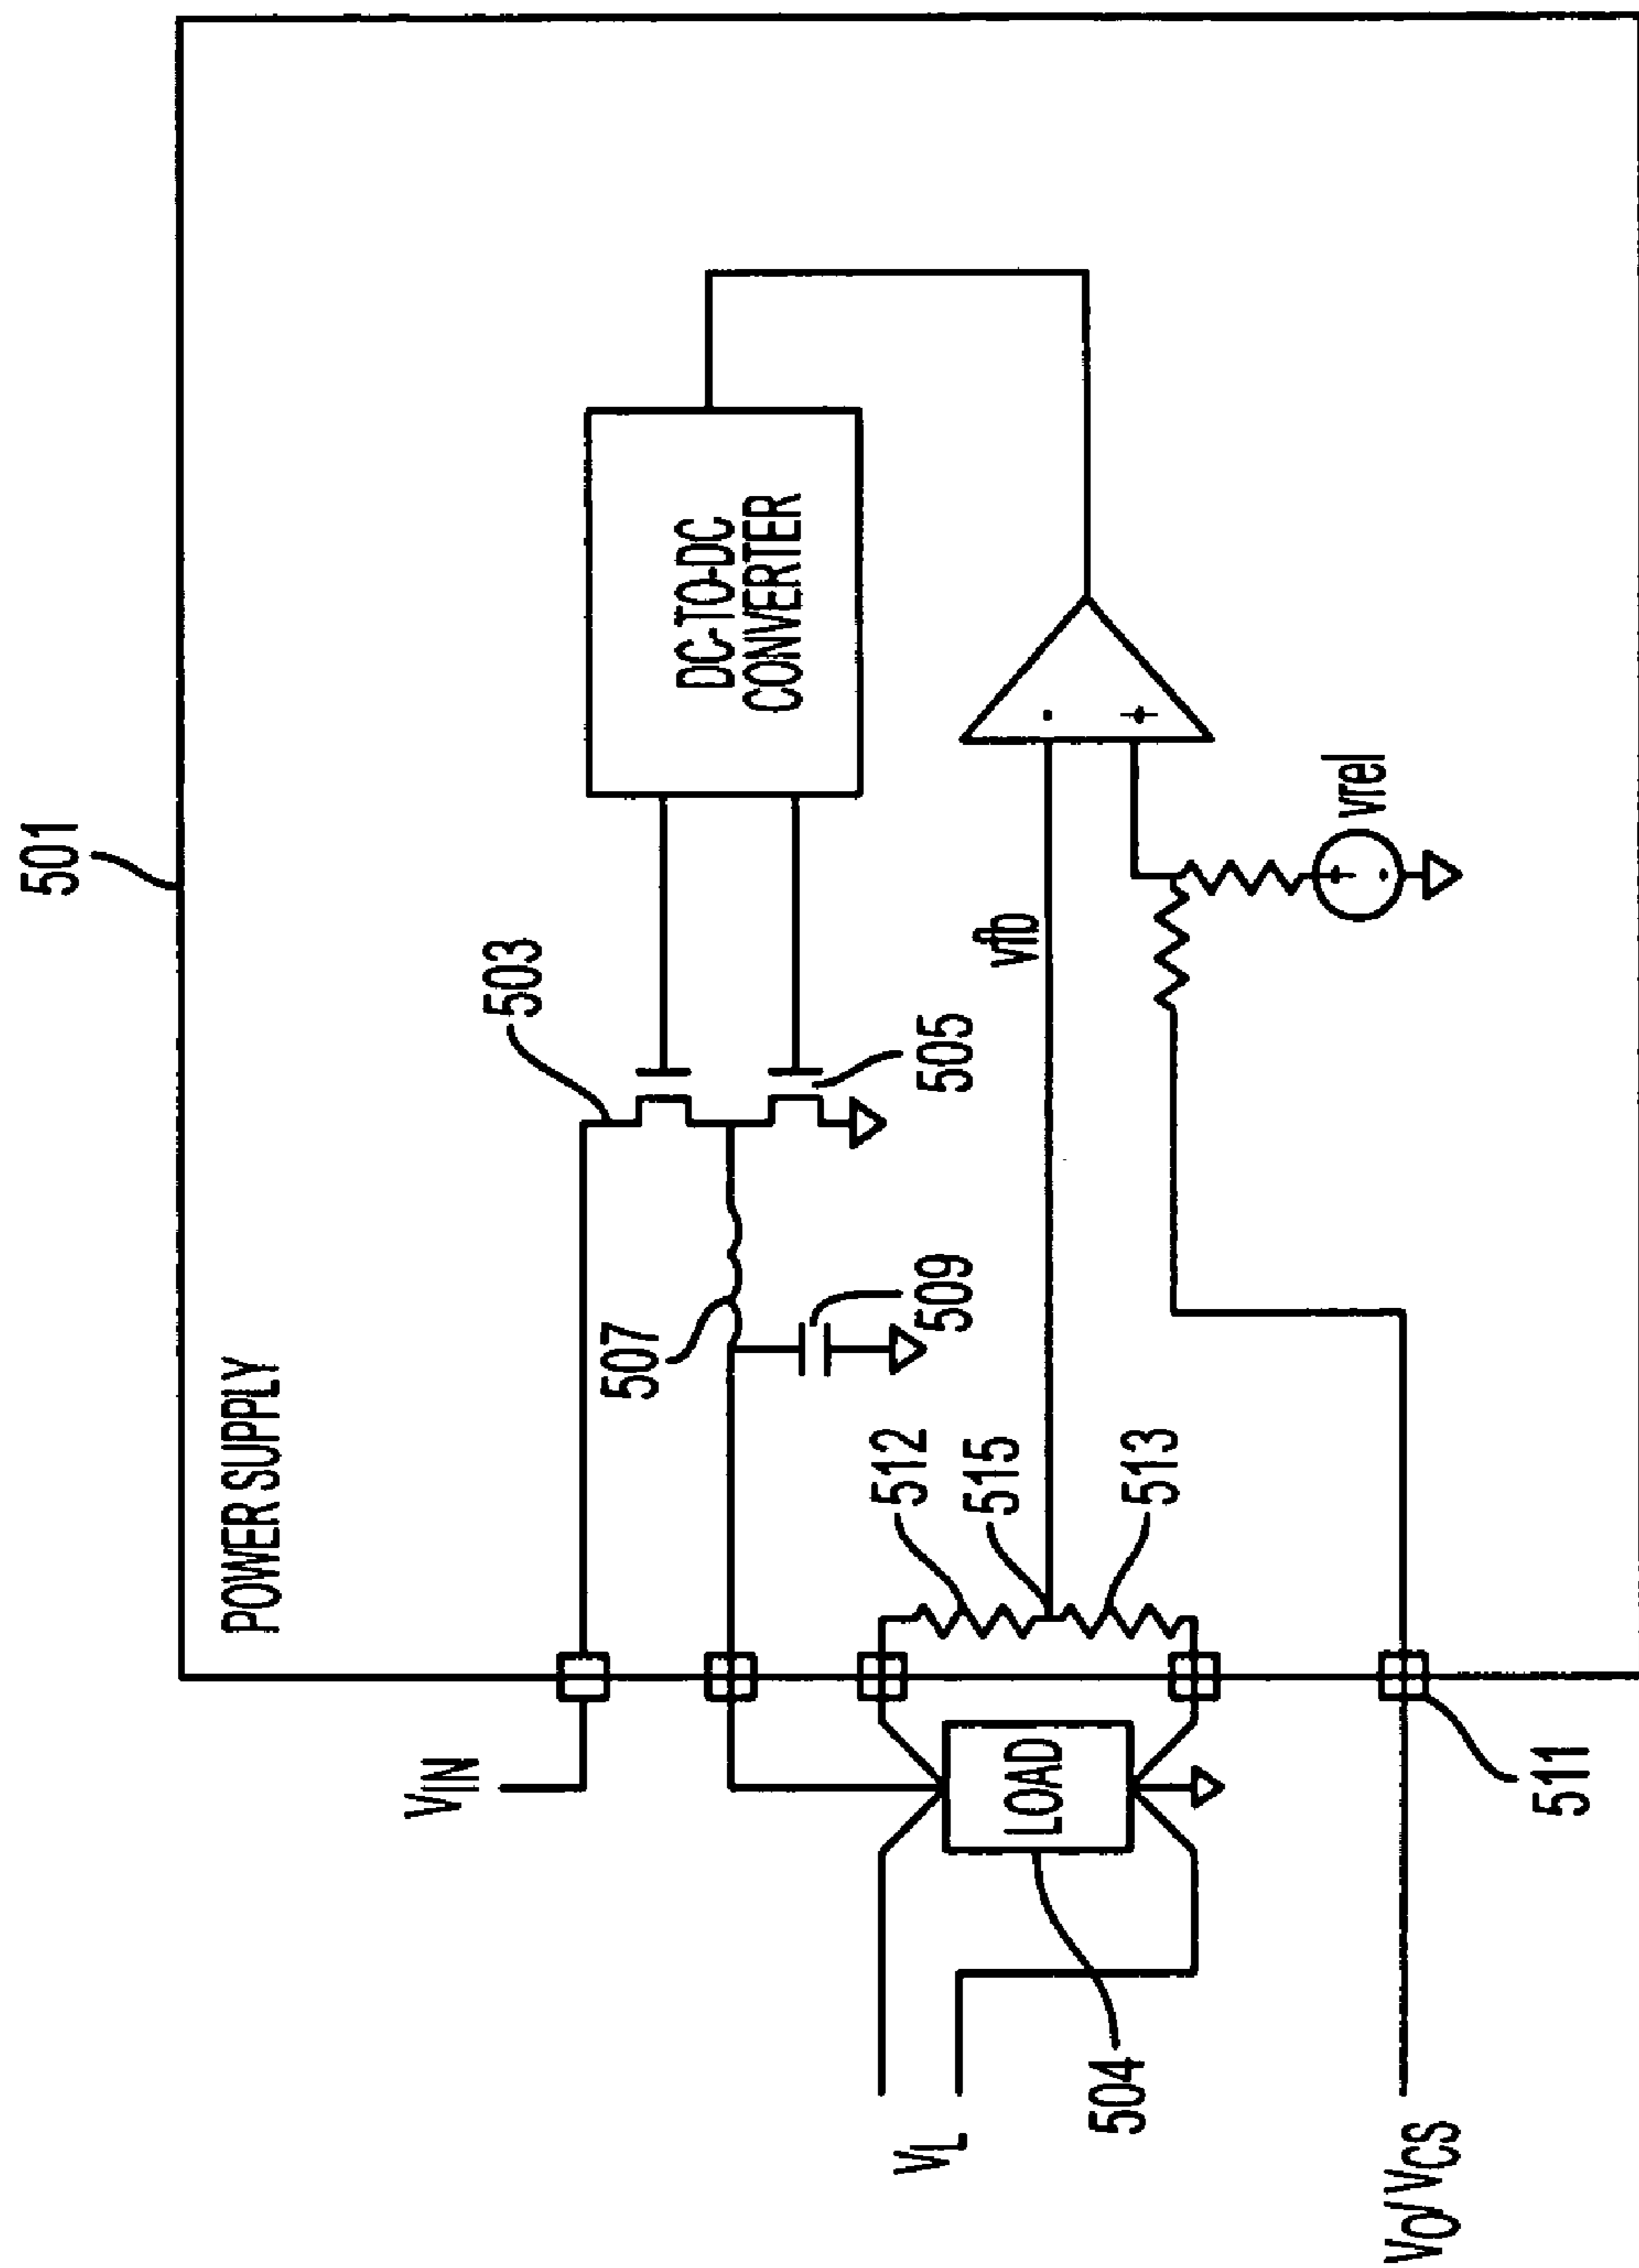 501
POWER SUPPLY
VIN
503
DC-TO-DC
CONVERTER
507
505
509
512
vfb
515
VL
LOAD
504
513
- +
vrel
+ -
VO/VCS
511